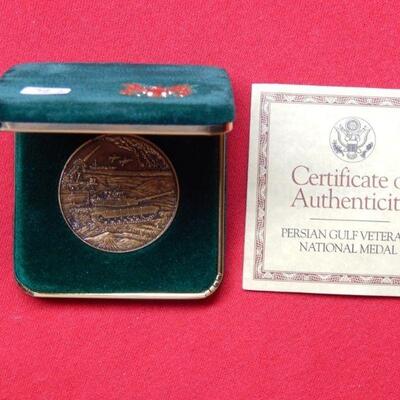 Certificate o
Authenticit
PERSIAN GULF VETERA
NATIONAL MEDAL